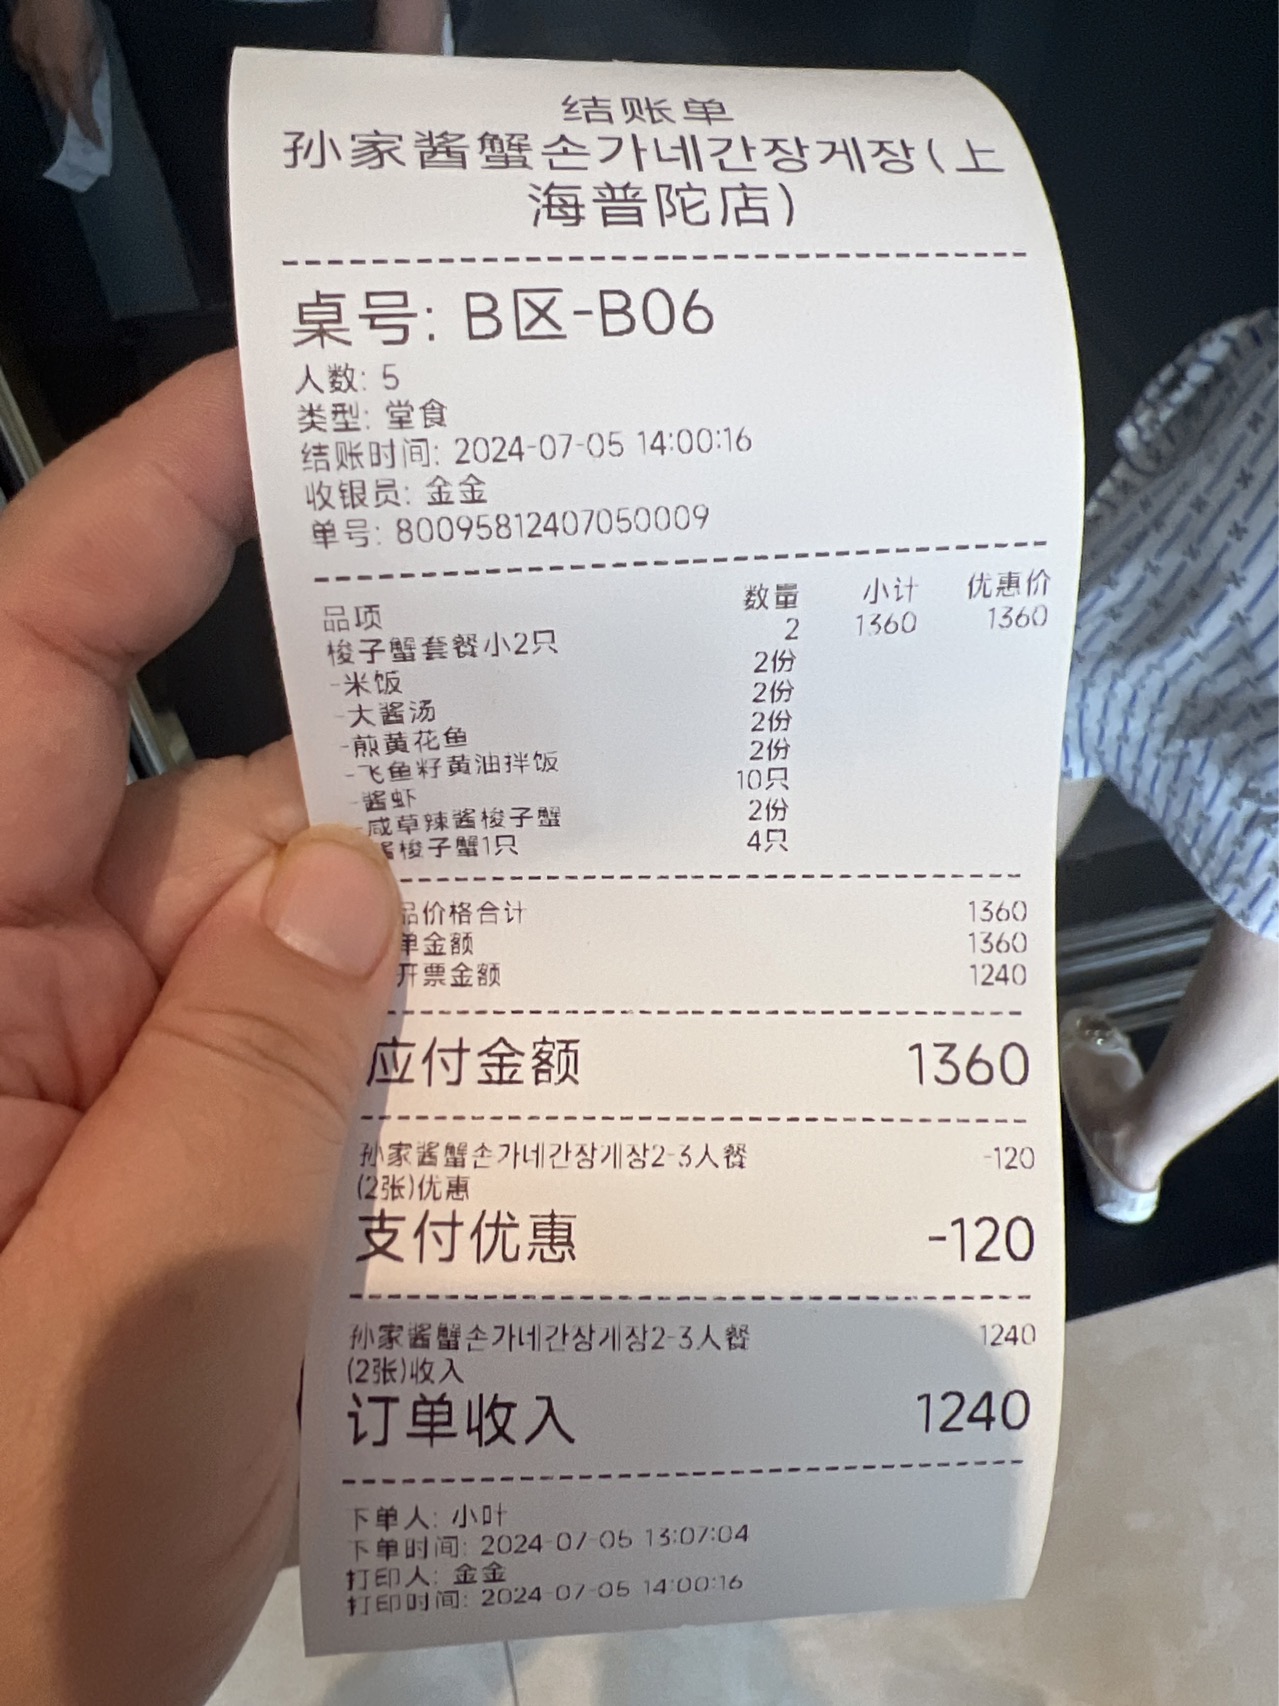 结账单
孙家酱蟹손가네간장게장(上
海普陀店)
桌号: B区-B06
人数: 5
类型: 堂食
结账时间: 2024-07-05 14:00:16
收银员: 金金
单号: 80095812407050009
品项 数量 小计 优惠价
梭子蟹套餐小2只 2 1360 1360
-米饭 2份
-大酱汤 2份
-煎黄花鱼 2份
-飞鱼籽黄油拌饭 2份
-酱虾 10只
-咸草辣酱梭子蟹 2份
酱梭子蟹1只 4只
品价格合计 1360
单金额 1360
开票金额 1240
应付金额 1360
孙家酱蟹손가네간장게장2-3人餐 -120
(2张)优惠
支付优惠 -120
孙家酱蟹손가네간장게장2-3人餐 1240
(2张)收入
订单收入 1240
下单人: 小叶
下单时间: 2024-07-05 13:07:04
打印人: 金金
打印时间: 2024-07-05 14:00:16